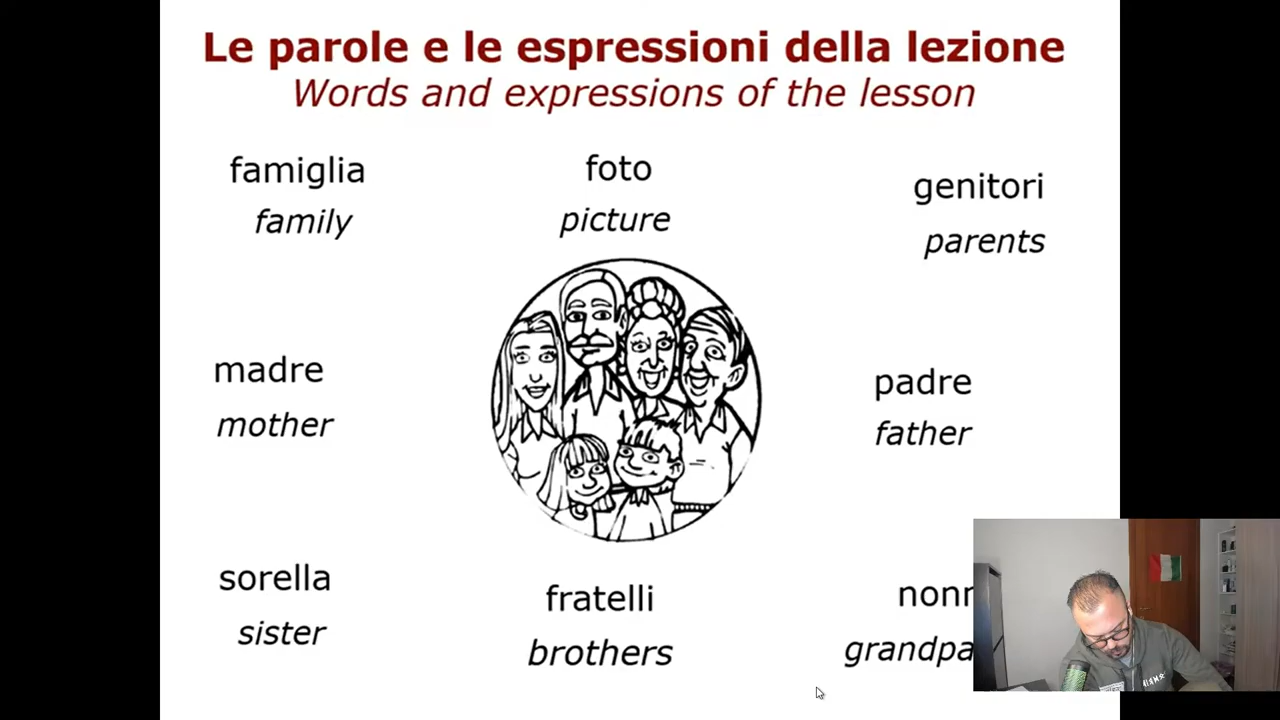 Le parole e le espressioni della lezione
Words and expressions of the lesson
famiglia
family
foto
picture
genitori
parents
madre
mother
padre
father
sorella
sister
fratelli
brothers